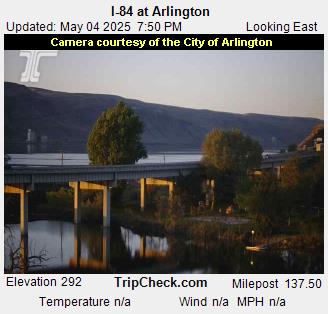 I-84 at Arlington
Updated: May 04 2025 7:50 PM Looking East
Camera courtesy of the City of Arlington
Elevation 292 TripCheck.com Milepost 137.50
Temperature n/a Wind n/a MPH n/a